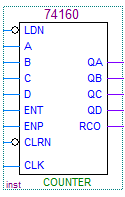 74160
LDN
A
B QA
C QB
D QC
ENT QD
ENP RCO
CLRN
CLK
inst COUNTER